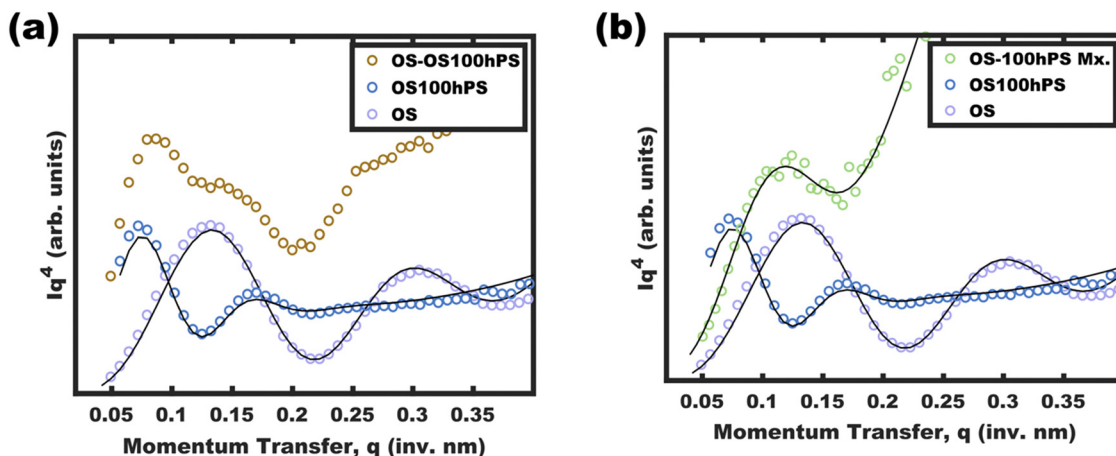 (a)
OS-OS100hPS
OS100hPS
OS
Iq⁴ (arb. units)
0.05 0.1 0.15 0.2 0.25 0.3 0.35
Momentum Transfer, q (inv. nm)
(b)
OS-100hPS Mx.
OS100hPS
OS
Iq⁴ (arb. units)
0.05 0.1 0.15 0.2 0.25 0.3 0.35
Momentum Transfer, q (inv. nm)